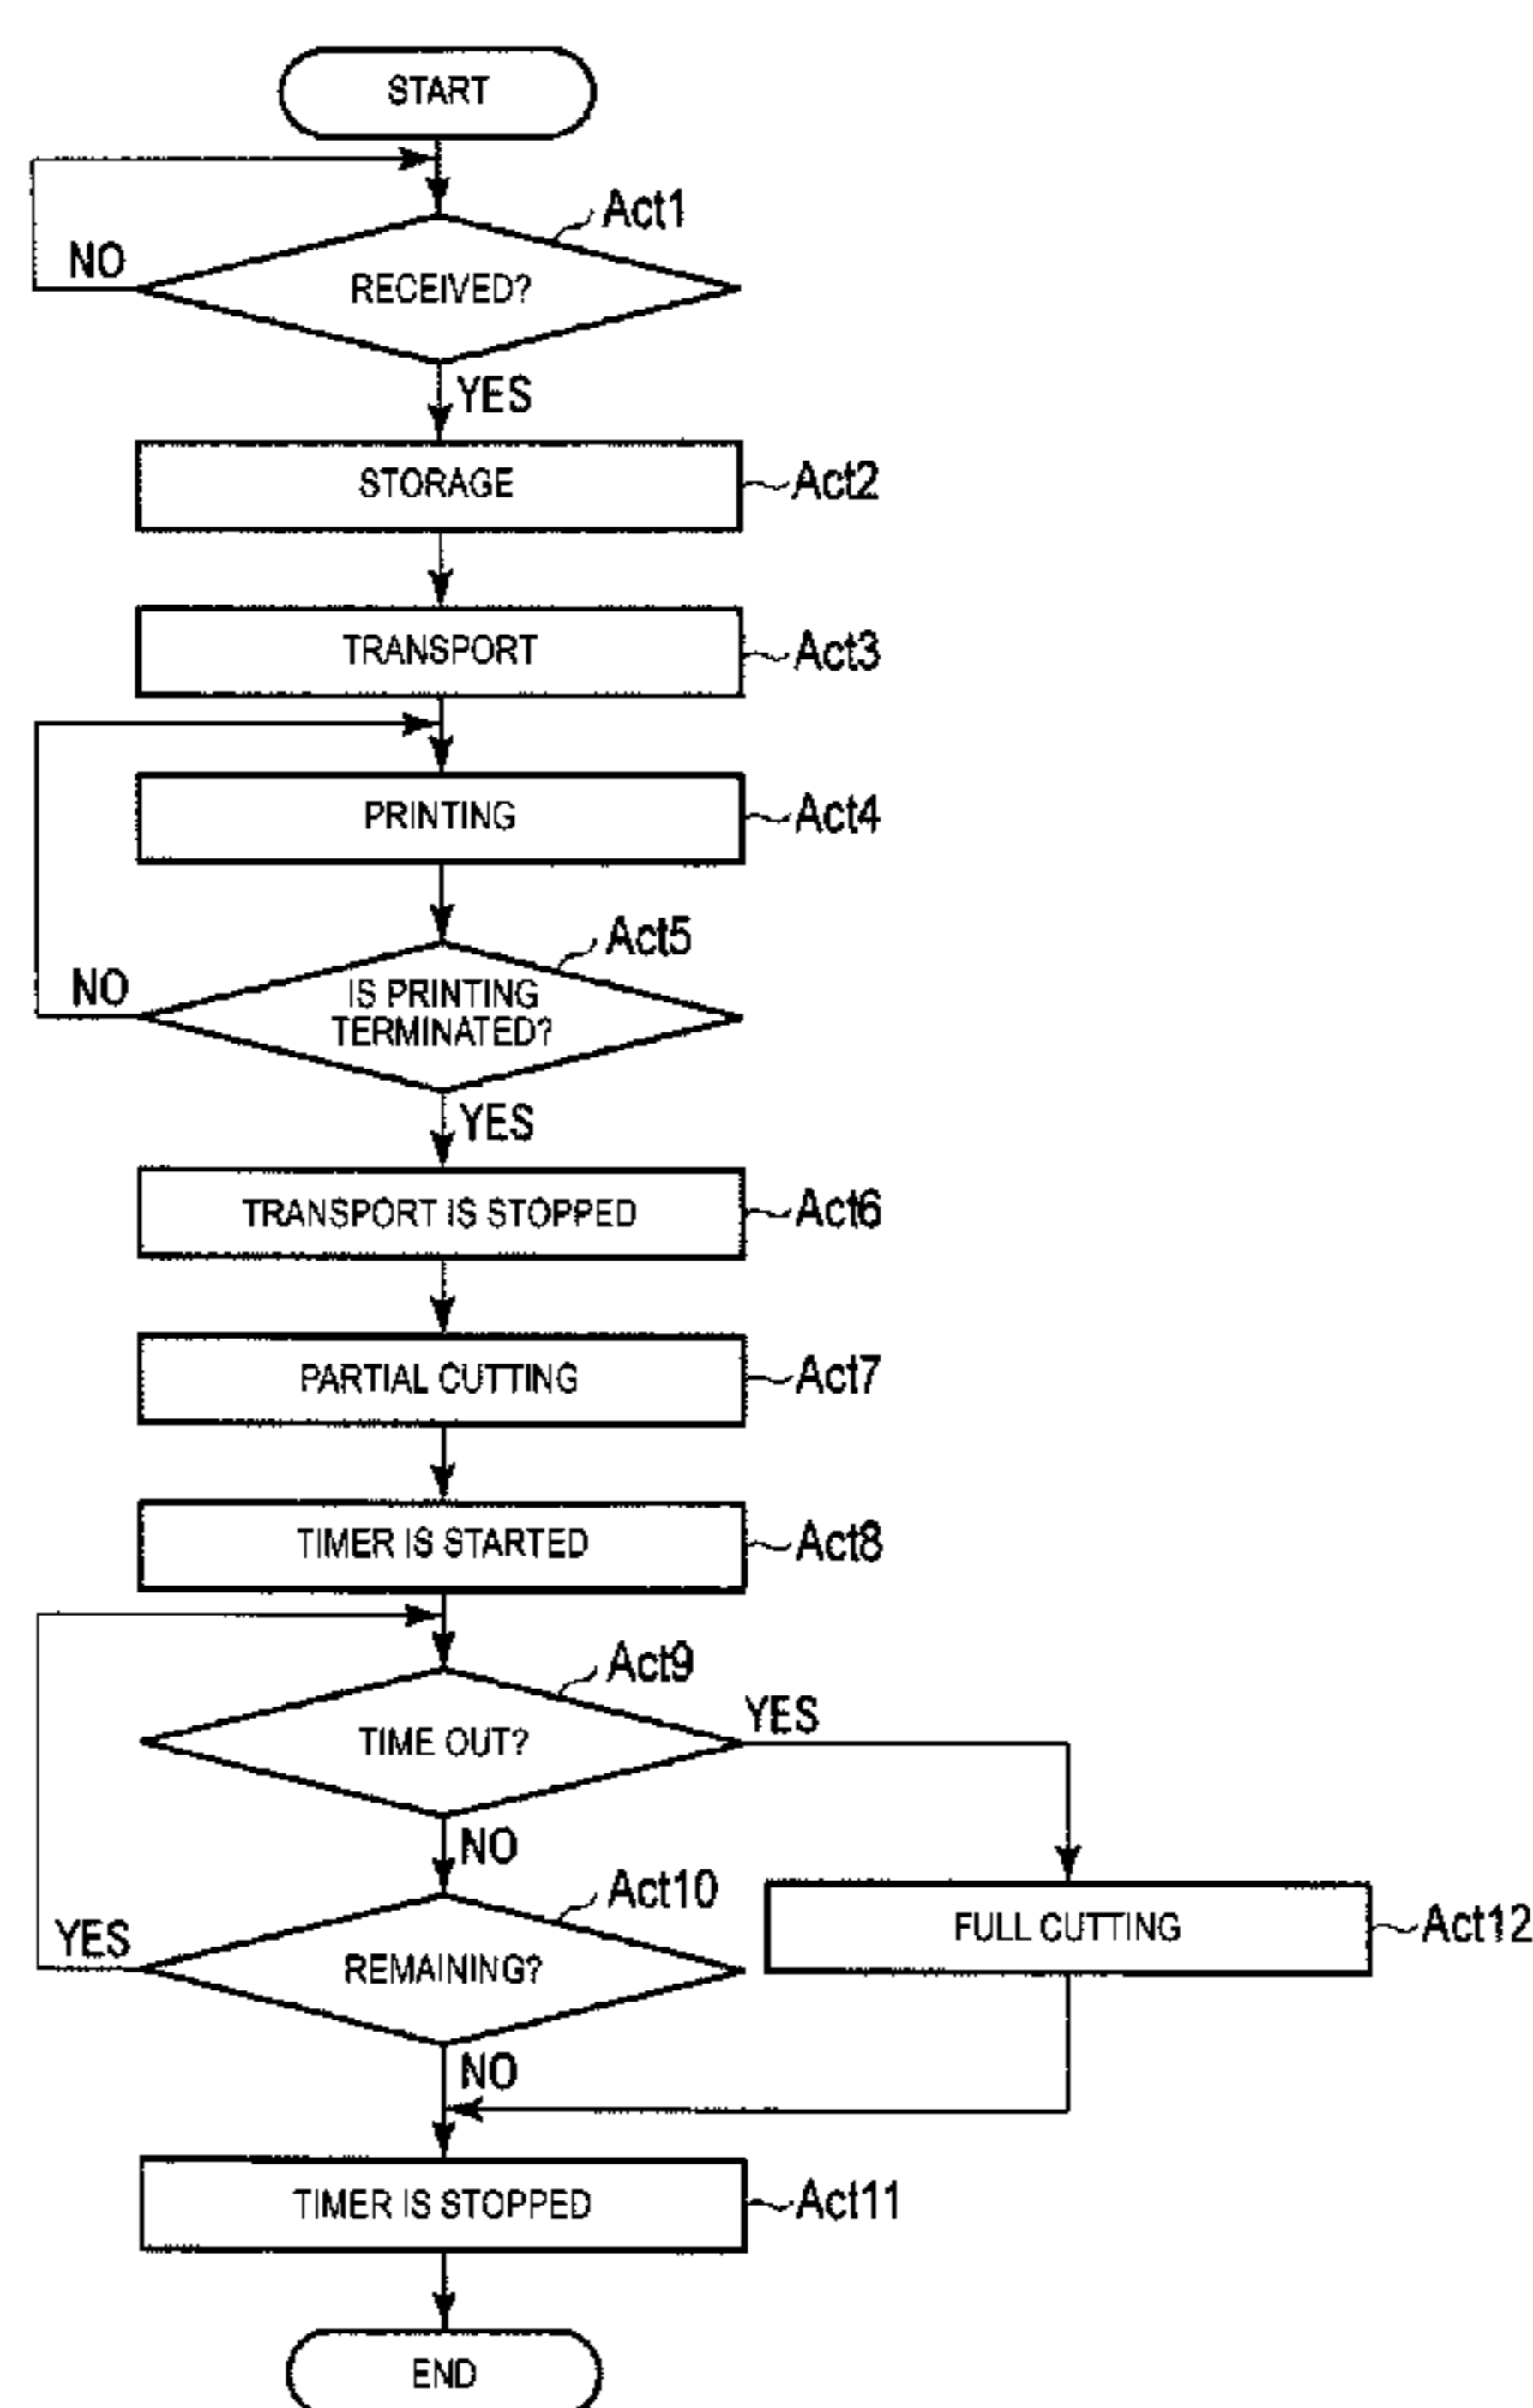 START
Act1
NO
RECEIVED?
YES
STORAGE
Act2
TRANSPORT
Act3
PRINTING
Act4
Act5
NO
IS PRINTING
TERMINATED?
YES
TRANSPORT IS STOPPED
Act6
PARTIAL CUTTING
Act7
TIMER IS STARTED
Act8
Act9
TIME OUT?
YES
NO
Act10
YES
REMAINING?
FULL CUTTING
Act12
NO
TIMER IS STOPPED
Act11
END